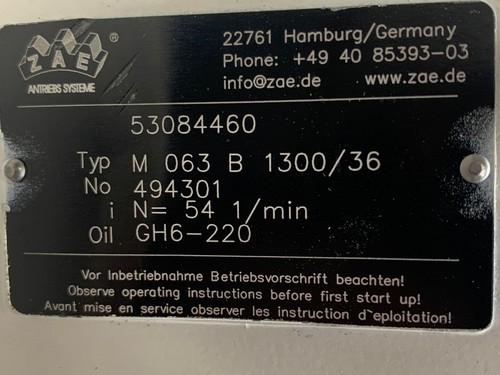 ZAE®
ANTRIEBS SYSTEME
22761 Hamburg/Germany
Phone: +49 40 85393-03
info@zae.de www.zae.de
53084460
Typ M 063 B 1300/36
No 494301
i N= 54 1/min
Oil GH6-220
Vor Inbetriebnahme Betriebsvorschrift beachten!
Observe operating instructions before first start up!
Avant mise en service observer les instruction d`eploitation!